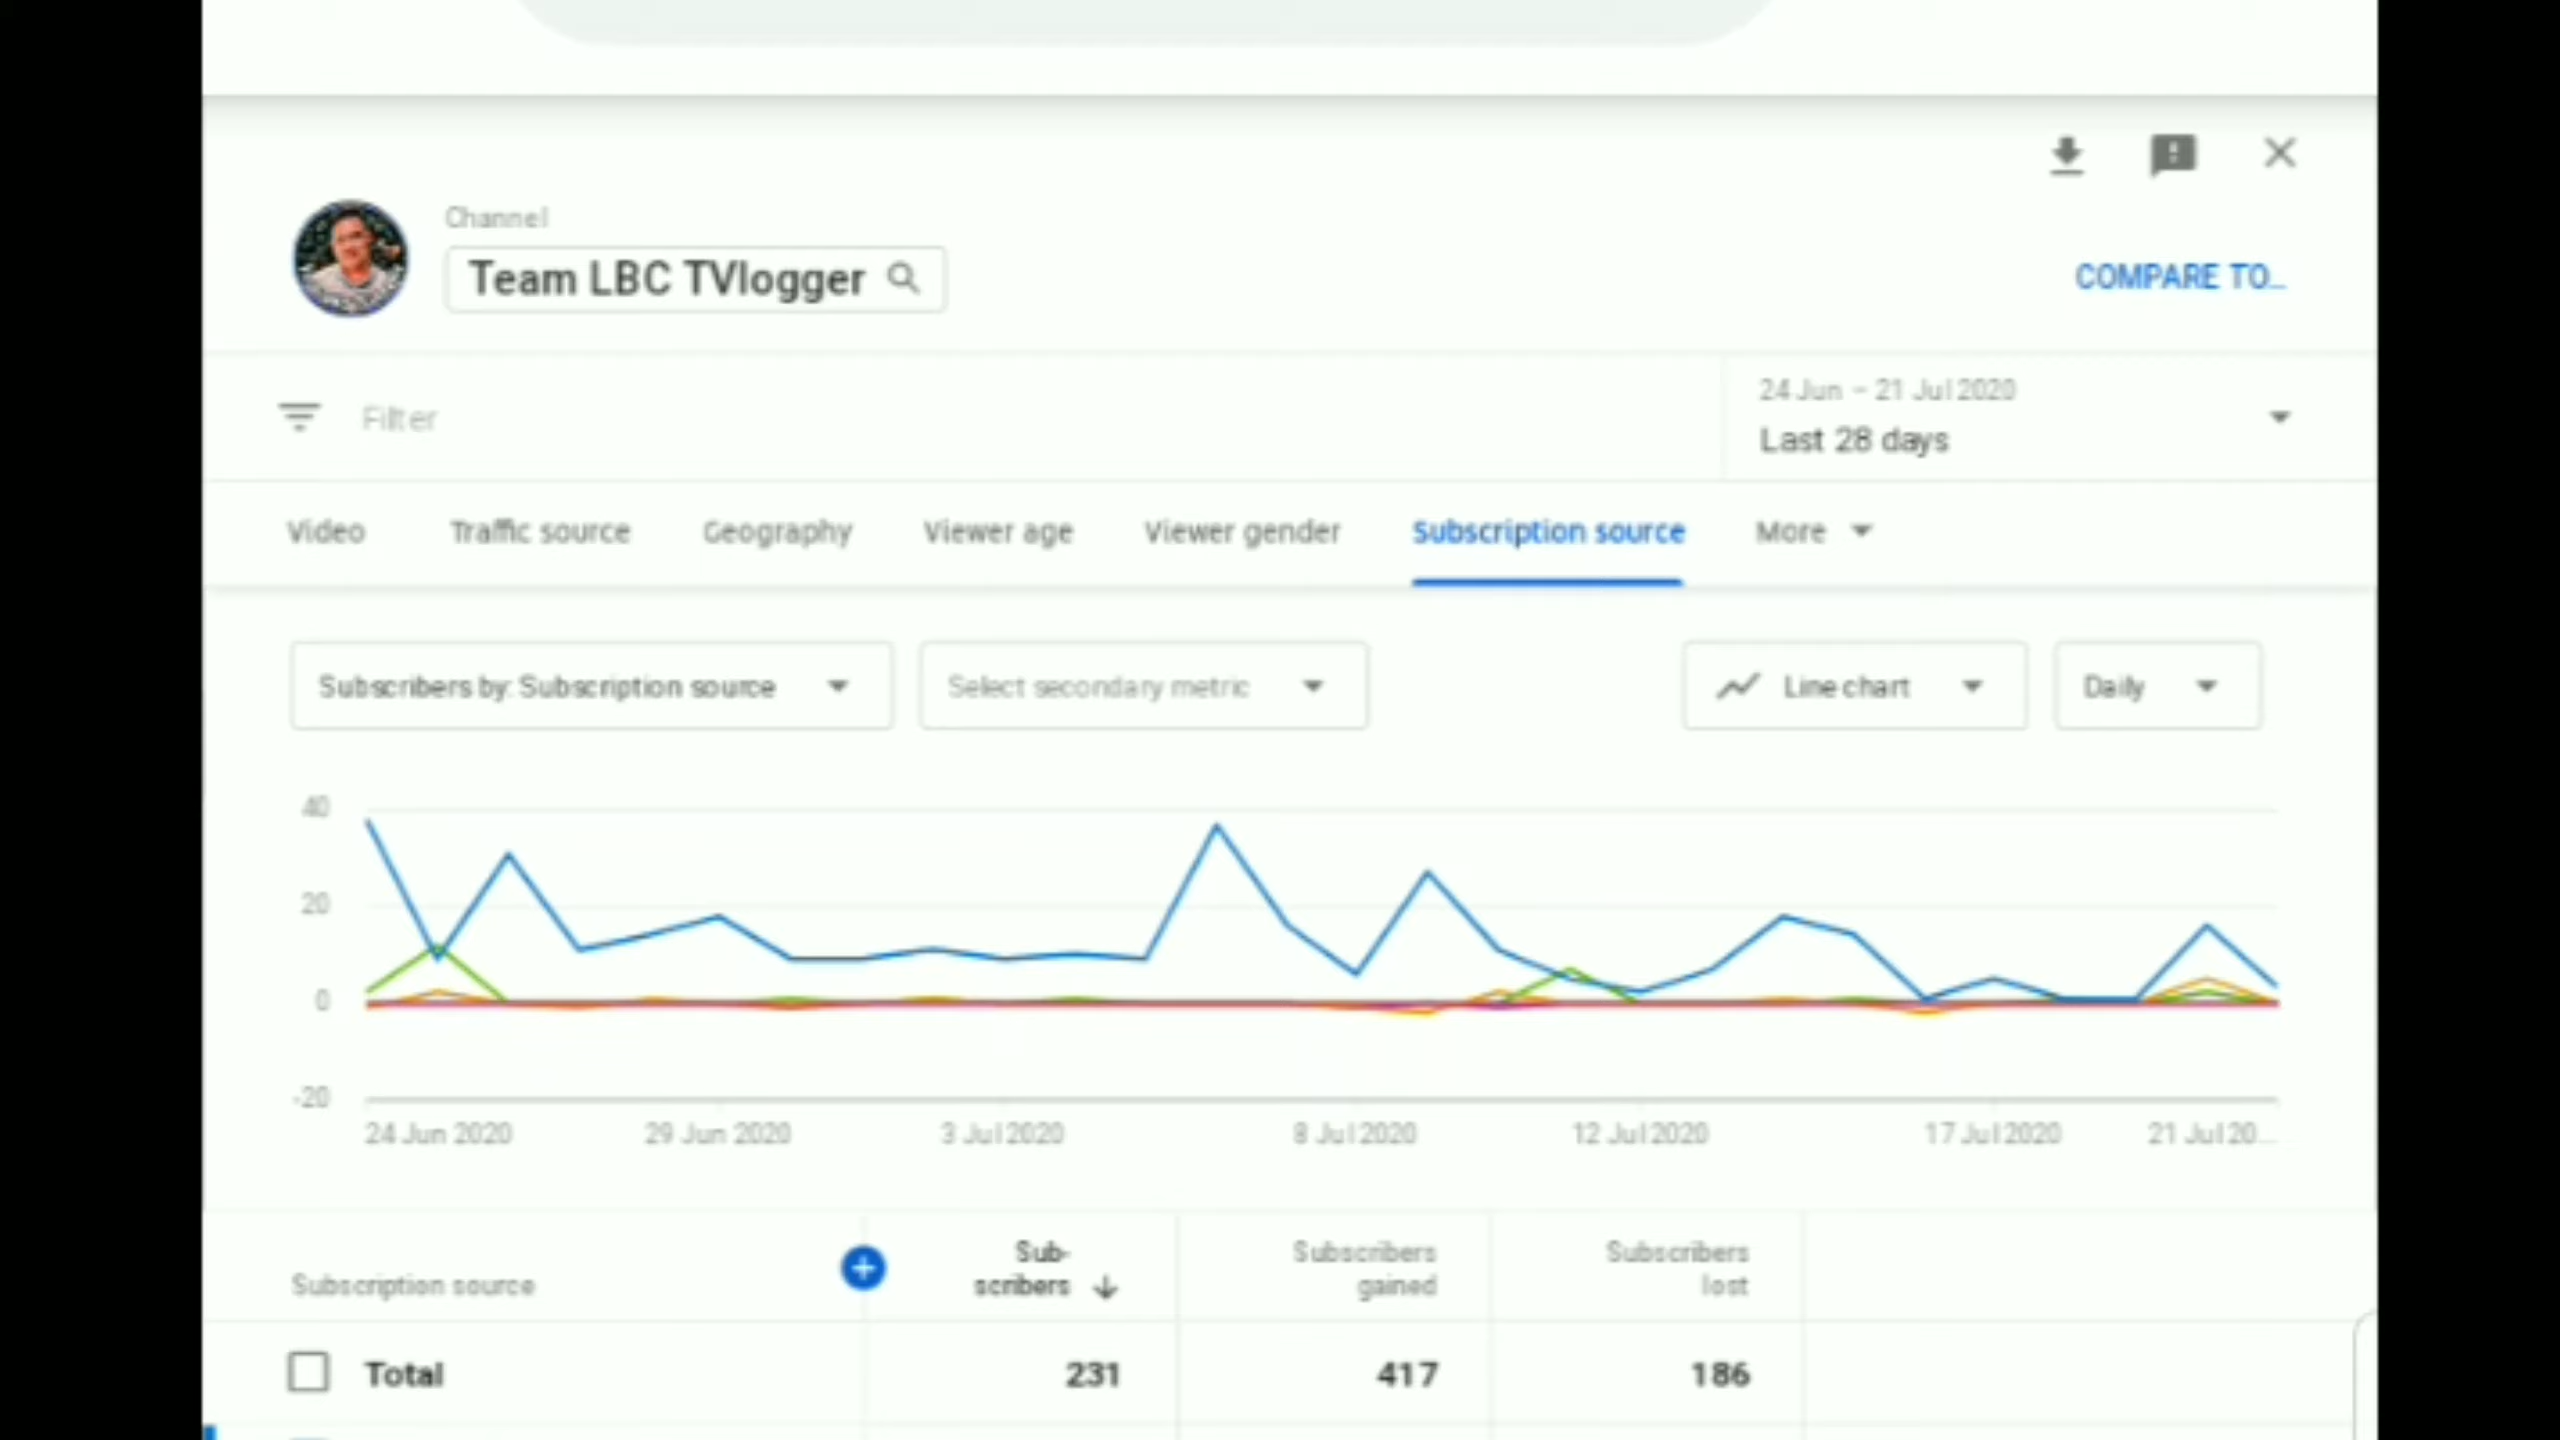 Channel
Team LBC TVlogger
COMPARE TO...
Filter
24 Jun – 21 Jul 2020
Last 28 days
Video Traffic source Geography Viewer age Viewer gender Subscription source More
Subscribers by: Subscription source Select secondary metric Line chart Daily
40
20
0
-20
24 Jun 2020 29 Jun 2020 3 Jul 2020 8 Jul 2020 12 Jul 2020 17 Jul 2020 21 Jul 20...
Subscription source
Sub-
scribers
Subscribers
gained
Subscribers
lost
Total 231 417 186